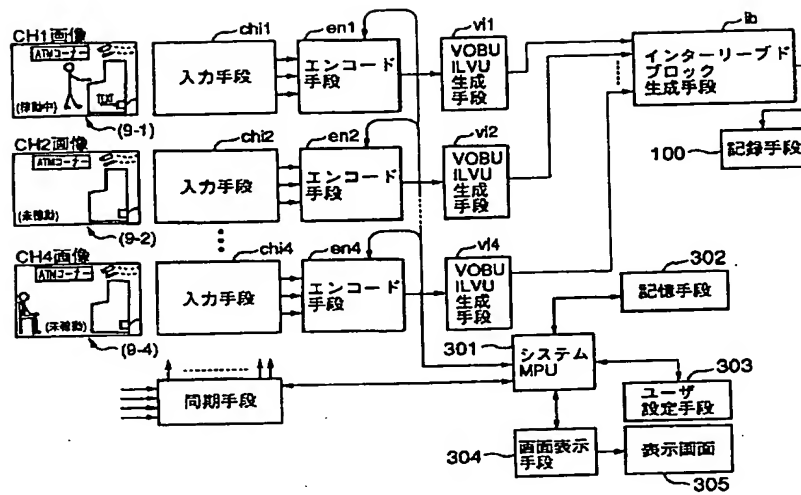 CH1画像
ATMコーナー
(稼動中)
(9-1)
chi1
入力手段
en1
エンコード
手段
vi1
VOBU
ILVU
生成
手段
ib
インターリーブド
ブロック
生成手段
100
記録手段
CH2画像
ATMコーナー
(未稼動)
(9-2)
chi2
入力手段
en2
エンコード
手段
vi2
VOBU
ILVU
生成
手段
CH4画像
ATMコーナー
(未稼動)
(9-4)
chi4
入力手段
en4
エンコード
手段
vi4
VOBU
ILVU
生成
手段
302
記憶手段
301
システム
MPU
303
ユーザ
設定手段
同期手段
304
画面表示
手段
表示画面
305